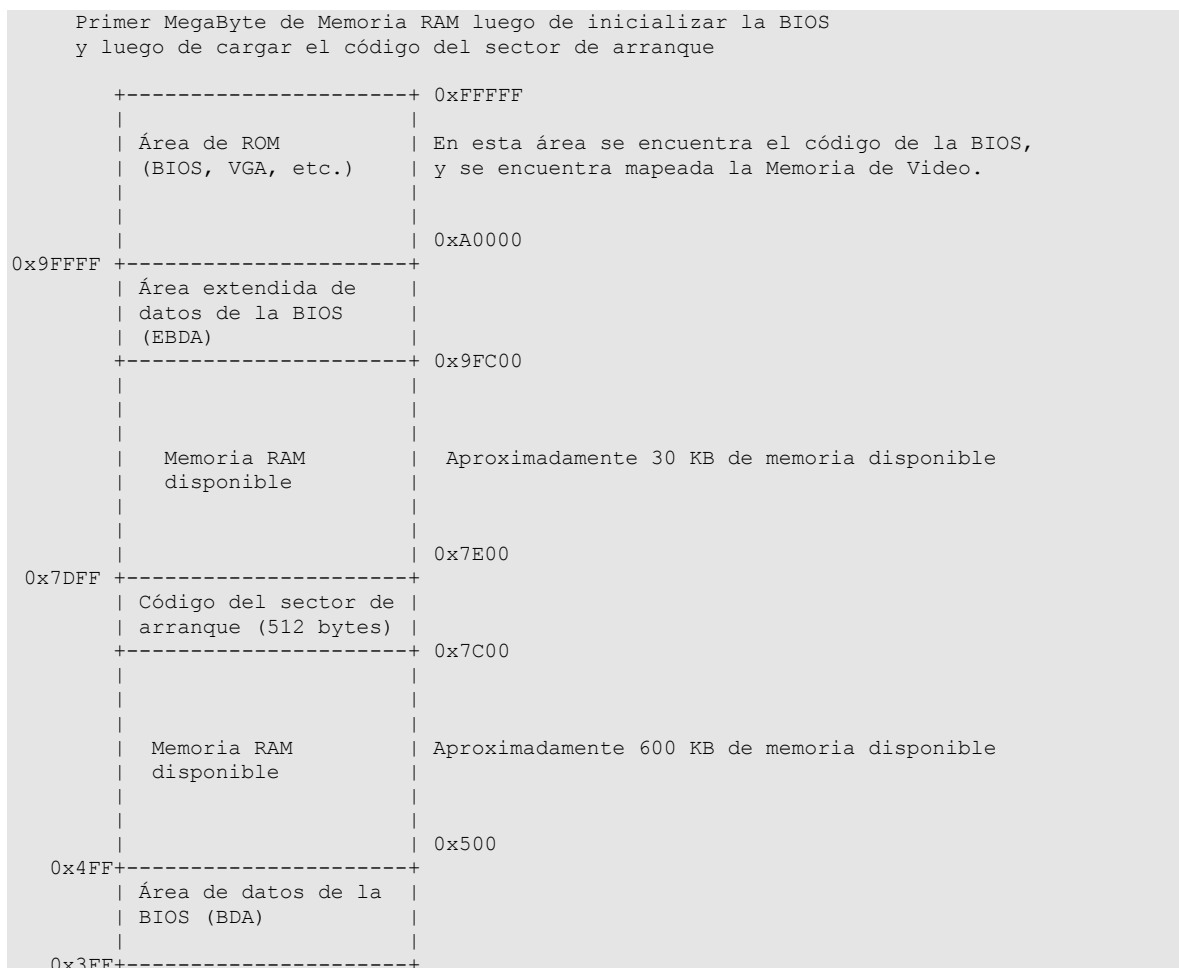 Primer MegaByte de Memoria RAM luego de inicializar la BIOS
y luego de cargar el código del sector de arranque
+----------------------+ 0xFFFFF
|                      |
| Área de ROM          | En esta área se encuentra el código de la BIOS,
| (BIOS, VGA, etc.)    | y se encuentra mapeada la Memoria de Video.
|                      |
|                      |
|                      | 0xA0000
0x9FFFF +----------------------+
| Área extendida de    |
| datos de la BIOS     |
| (EBDA)               |
+----------------------+ 0x9FC00
|                      |
|                      |
|                      |
|   Memoria RAM        |  Aproximadamente 30 KB de memoria disponible
|   disponible         |
|                      |
|                      |
|                      | 0x7E00
0x7DFF +----------------------+
| Código del sector de |
| arranque (512 bytes) |
+----------------------+ 0x7C00
|                      |
|                      |
|                      |
|  Memoria RAM         | Aproximadamente 600 KB de memoria disponible
|  disponible          |
|                      |
|                      |
|                      | 0x500
0x4FF+----------------------+
| Área de datos de la  |
| BIOS (BDA)           |
|                      |
0x3FF+----------------------+